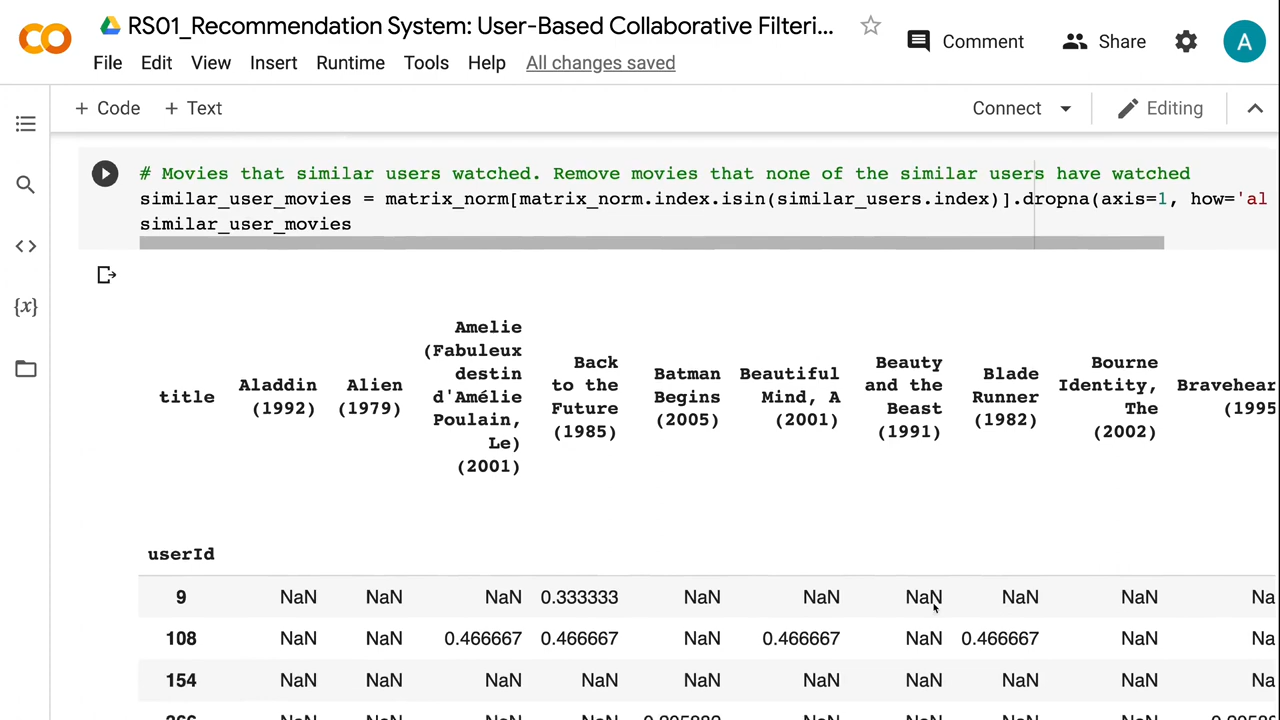 RS01_Recommendation System: User-Based Collaborative Filteri...
Comment
Share
A
File Edit View Insert Runtime Tools Help All changes saved
+ Code + Text
Connect
Editing
# Movies that similar users watched. Remove movies that none of the similar users have watched
similar_user_movies = matrix_norm[matrix_norm.index.isin(similar_users.index)].dropna(axis=1, how='al
similar_user_movies
title
Aladdin
(1992)
Alien
(1979)
Amelie
(Fabuleux
destin
d'Amélie
Poulain,
Le)
(2001)
Back
to the
Future
(1985)
Batman
Begins
(2005)
Beautiful
Mind, A
(2001)
Beauty
and the
Beast
(1991)
Blade
Runner
(1982)
Bourne
Identity,
The
(2002)
Bravehear
(1995
userId
9 NaN NaN NaN 0.333333 NaN NaN NaN NaN NaN Na
108 NaN NaN 0.466667 0.466667 NaN 0.466667 NaN 0.466667 NaN Na
154 NaN NaN NaN NaN NaN NaN NaN NaN NaN Na